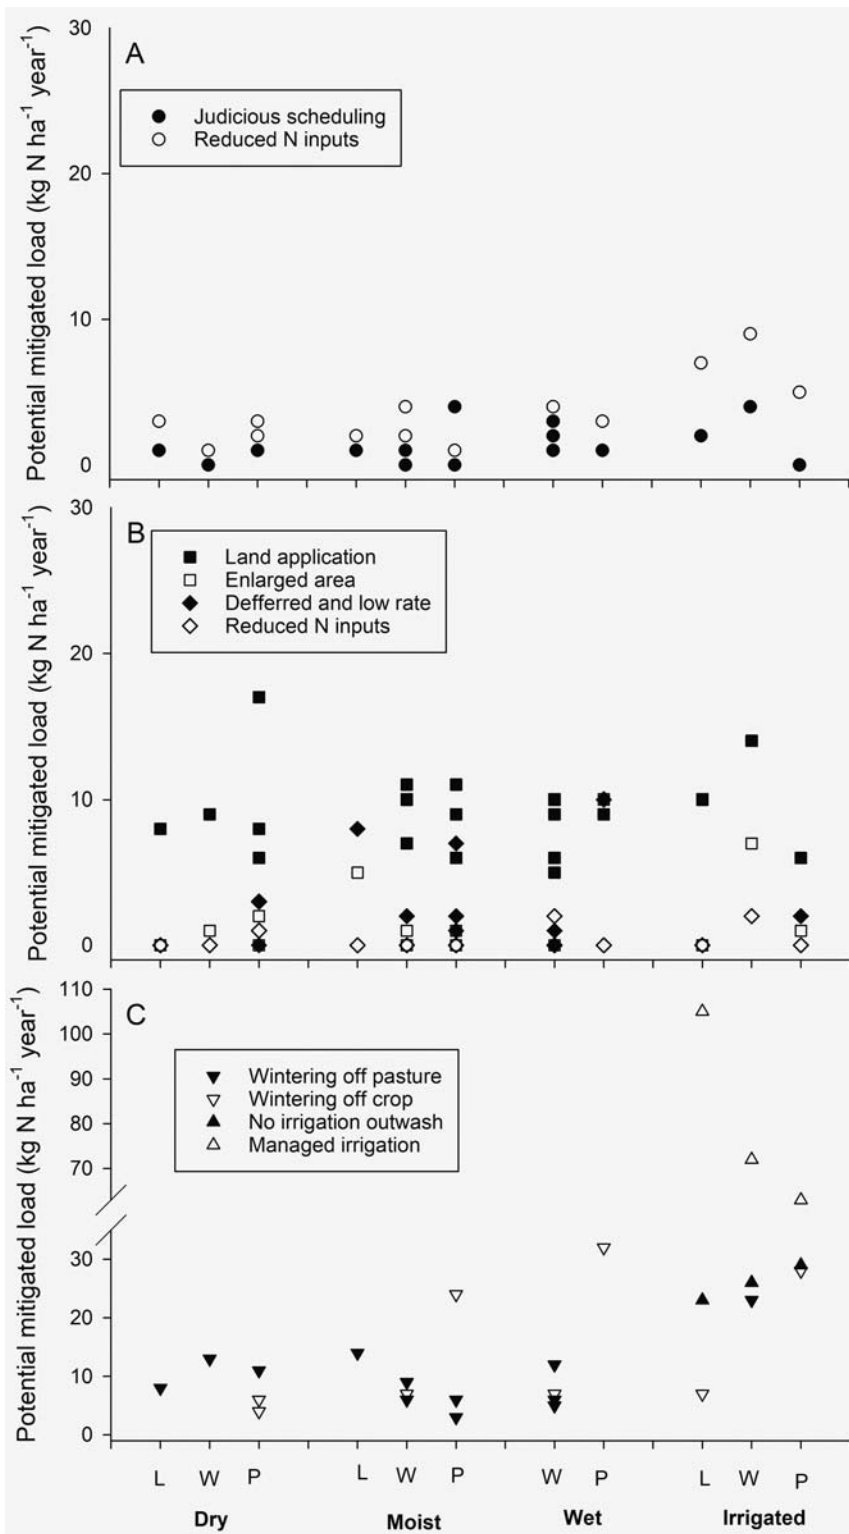 A
Potential mitigated load (kg N ha⁻¹ year⁻¹)
30
20
10
0
Judicious scheduling
Reduced N inputs
B
Potential mitigated load (kg N ha⁻¹ year⁻¹)
30
20
10
0
Land application
Enlarged area
Defferred and low rate
Reduced N inputs
C
Potential mitigated load (kg N ha⁻¹ year⁻¹)
110
100
90
80
70
30
20
10
0
Wintering off pasture
Wintering off crop
No irrigation outwash
Managed irrigation
L W P L W P W P L W P
Dry Moist Wet Irrigated